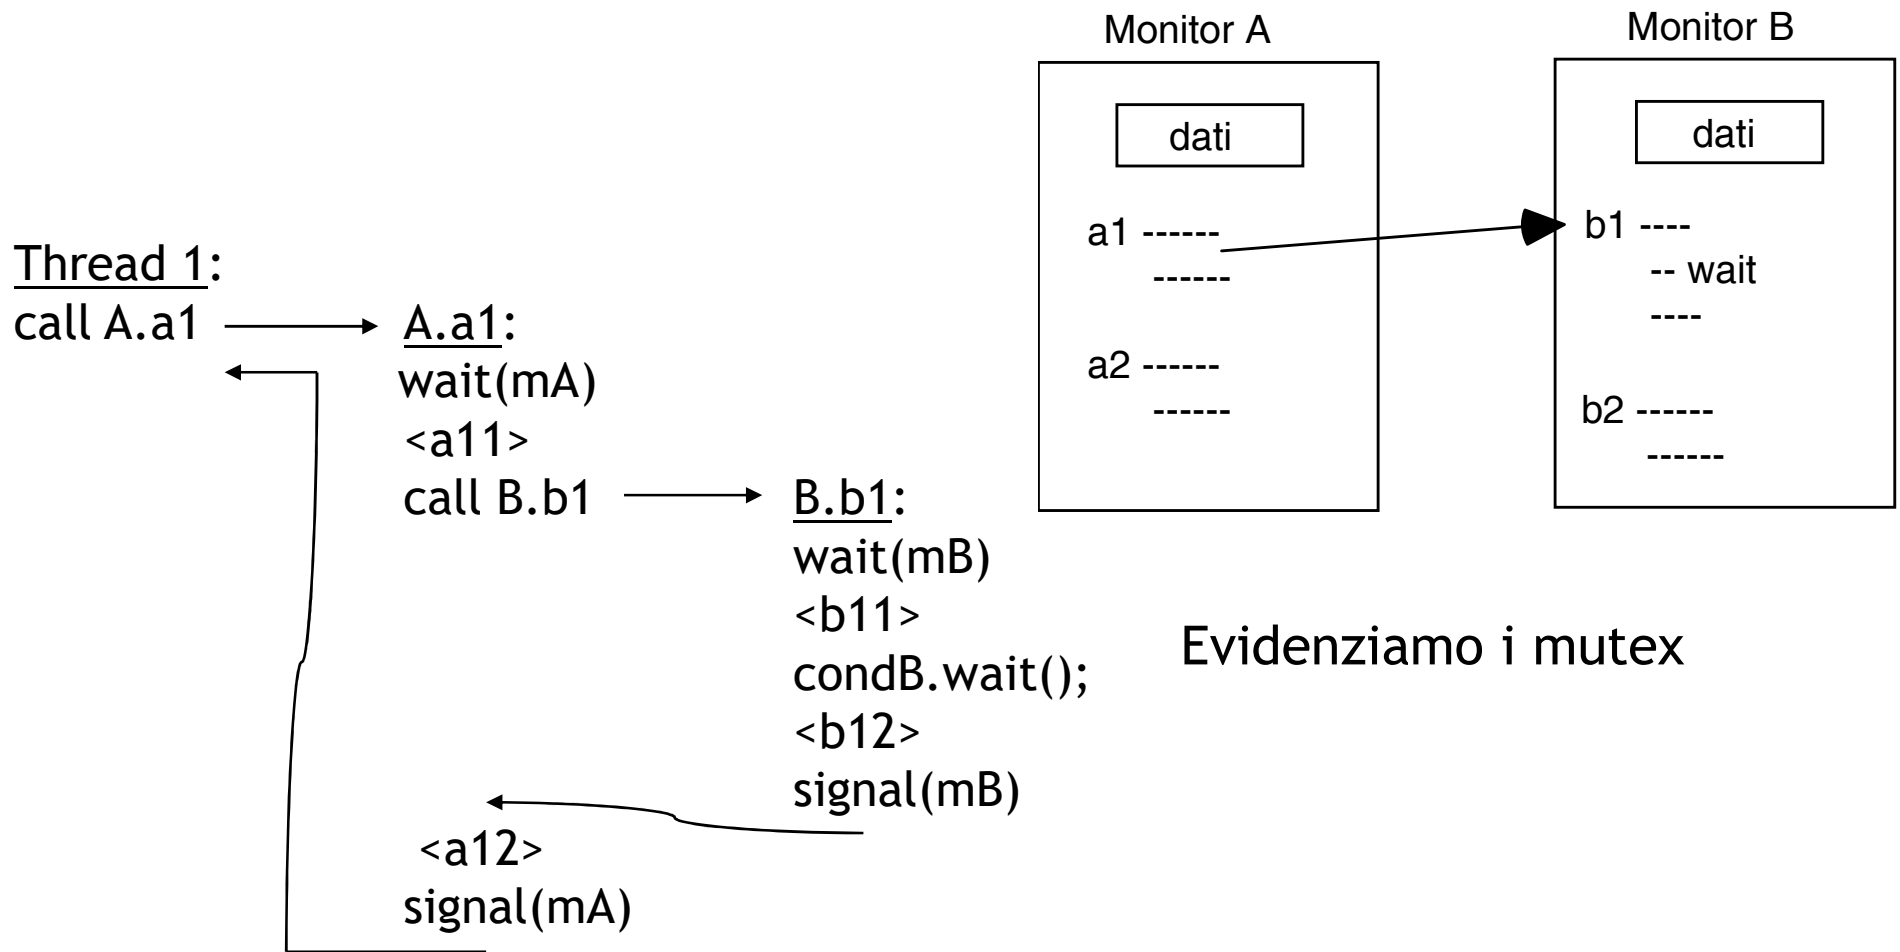 Monitor A
Monitor B
dati
dati
a1 ------
------
a2 ------
------
b1 ----
-- wait
----
b2 ------
------
Thread 1:
call A.a1
A.a1:
wait(mA)
<a11>
call B.b1
B.b1:
wait(mB)
<b11>
condB.wait();
<b12>
signal(mB)
<a12>
signal(mA)
Evidenziamo i mutex